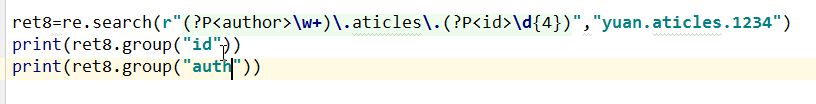 ret8=re.search(r"(?P<author>\w+)\.aticles\.(?P<id>\d{4})","yuan.aticles.1234")
print(ret8.group("id"))
print(ret8.group("auth"))